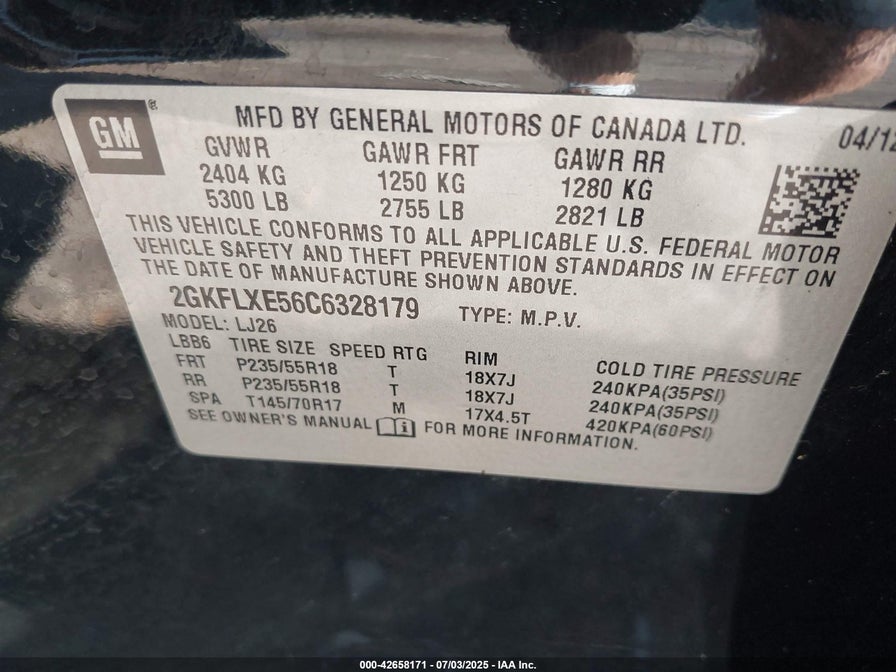 GM ®
MFD BY GENERAL MOTORS OF CANADA LTD. 04/12
GVWR GAWR FRT GAWR RR
2404 KG 1250 KG 1280 KG
5300 LB 2755 LB 2821 LB
THIS VEHICLE CONFORMS TO ALL APPLICABLE U.S. FEDERAL MOTOR
VEHICLE SAFETY AND THEFT PREVENTION STANDARDS IN EFFECT ON
THE DATE OF MANUFACTURE SHOWN ABOVE.
2GKFLXE56C6328179 TYPE: M.P.V.
MODEL: LJ26
LBB6 TIRE SIZE SPEED RTG RIM COLD TIRE PRESSURE
FRT P235/55R18 T 18X7J 240KPA(35PSI)
RR P235/55R18 T 18X7J 240KPA(35PSI)
SPA T145/70R17 M 17X4.5T 420KPA(60PSI)
SEE OWNER'S MANUAL FOR MORE INFORMATION.
000-42658171 | 07/03/2025 - IAA Inc.